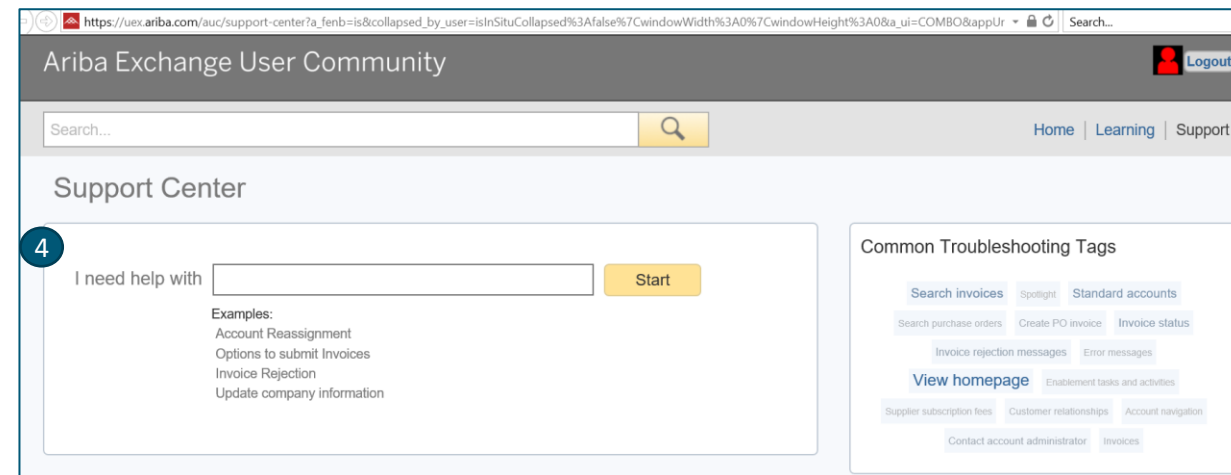 https://uex.ariba.com/auc/support-center?a_fenb=is&collapsed_by_user=isInSituCollapsed%3Afalse%7CwindowWidth%3A0%7CwindowHeight%3A0&a_ui=COMBO&appUr
Search...
Ariba Exchange User Community
Logout
Search...
Home | Learning | Support
Support Center
4
I need help with
Start
Examples:
Account Reassignment
Options to submit Invoices
Invoice Rejection
Update company information
Common Troubleshooting Tags
Search invoices Spotlight Standard accounts
Search purchase orders Create PO invoice Invoice status
Invoice rejection messages Error messages
View homepage Enablement tasks and activities
Supplier subscription fees Customer relationships Account navigation
Contact account administrator Invoices